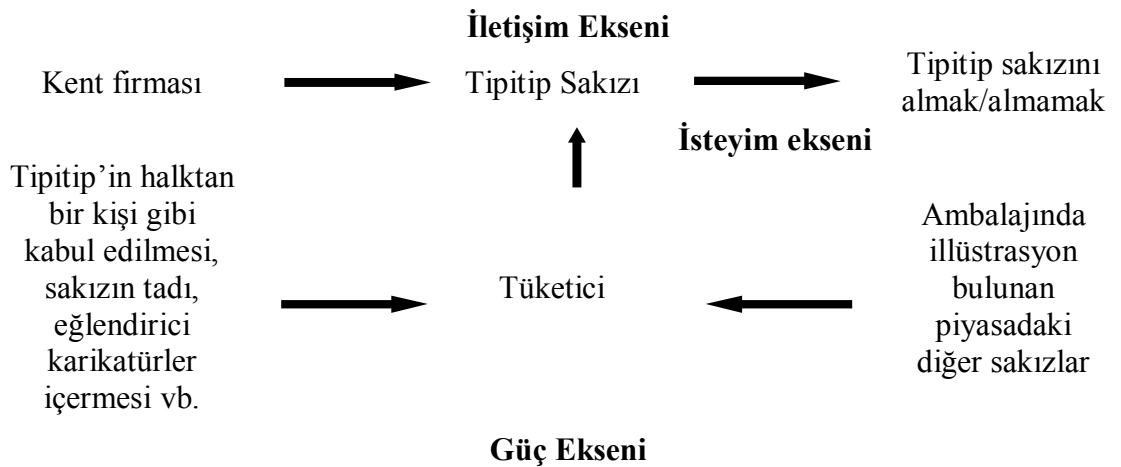 İletişim Ekseni
Kent firması
Tipitip Sakızı
Tipitip sakızını
almak/almamak
İsteyim ekseni
Tipitip’in halktan
bir kişi gibi
kabul edilmesi,
sakızın tadı,
eğlendirici
karikatürler
içermesi vb.
Tüketici
Ambalajında
illüstrasyon
bulunan
piyasadaki
diğer sakızlar
Güç Ekseni